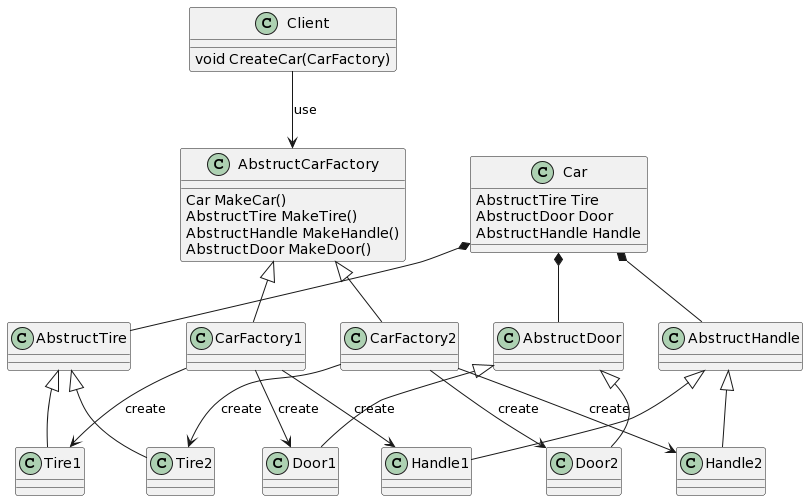 C Client
void CreateCar(CarFactory)
use
C AbstructCarFactory
Car MakeCar()
AbstructTire MakeTire()
AbstructHandle MakeHandle()
AbstructDoor MakeDoor()
C Car
AbstructTire Tire
AbstructDoor Door
AbstructHandle Handle
C AbstructTire
C CarFactory1
C CarFactory2
C AbstructDoor
C AbstructHandle
create
create
create
create
create
create
C Tire1
C Tire2
C Door1
C Handle1
C Door2
C Handle2